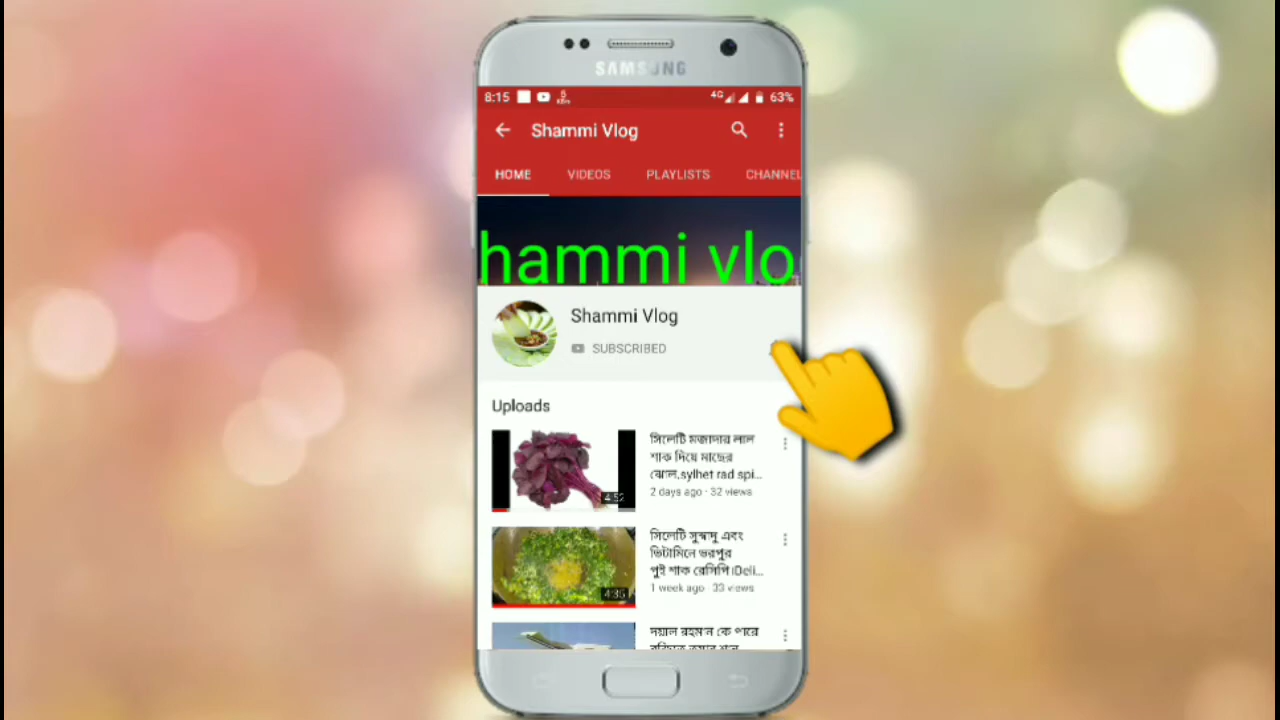 SAMSUNG
8:15
4G 63%
Shammi Vlog
HOME VIDEOS PLAYLISTS CHANNEL
hammi vlo
Shammi Vlog
SUBSCRIBED
Uploads
সিলেটি মজাদার লাল
শাক দিয়ে মাছের
ঝোল,sylhet rad spi...
2 days ago · 32 views
4:52
সিলেটি সুস্বাদু এবং
ভিটামিনে ভরপুর
পুই শাক রেসিপি।Deli...
1 week ago · 33 views
4:35
দয়াল রহমান কে পারে